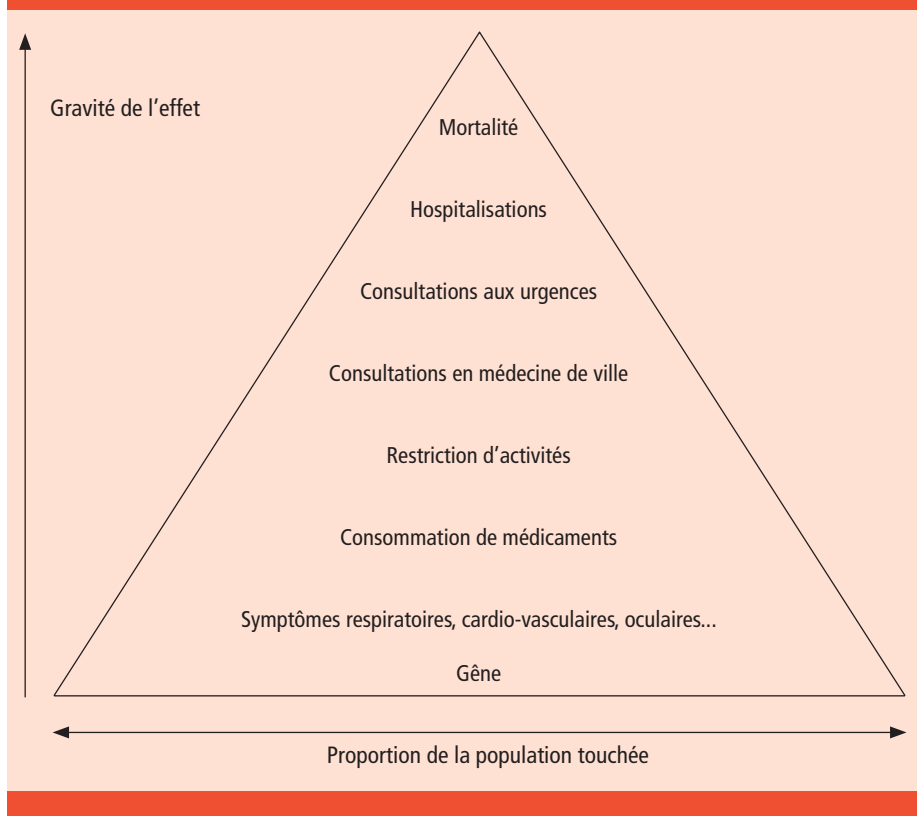 Gravité de l'effet
Mortalité
Hospitalisations
Consultations aux urgences
Consultations en médecine de ville
Restriction d'activités
Consommation de médicaments
Symptômes respiratoires, cardio-vasculaires, oculaires...
Gêne
Proportion de la population touchée